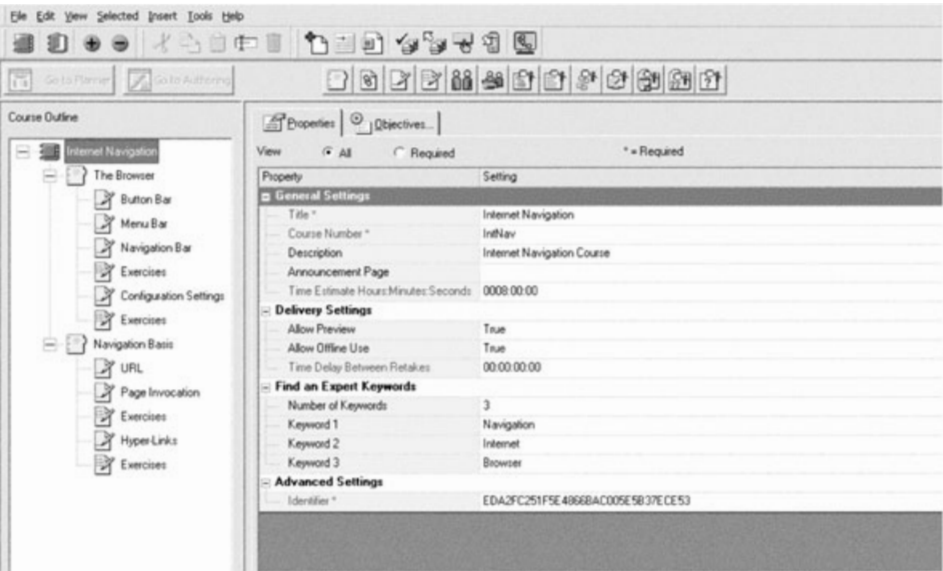 File Edit View Selected Insert Tools Help
Go to Planner Go to Authoring
Course Outline
Internet Navigation
The Browser
Button Bar
Menu Bar
Navigation Bar
Exercises
Configuration Settings
Exercises
Navigation Basis
URL
Page Invocation
Exercises
Hyper-Links
Exercises
Properties Objectives...
View All Required * = Required
Property Setting
General Settings
Title * Internet Navigation
Course Number * IntNav
Description Internet Navigation Course
Announcement Page
Time Estimate Hours:Minutes:Seconds 0008:00:00
Delivery Settings
Allow Preview True
Allow Offline Use True
Time Delay Between Retakes 00:00:00:00
Find an Expert Keywords
Number of Keywords 3
Keyword 1 Navigation
Keyword 2 Internet
Keyword 3 Browser
Advanced Settings
Identifier * EDA2FC251F5E4866BAC005E5B37ECE53